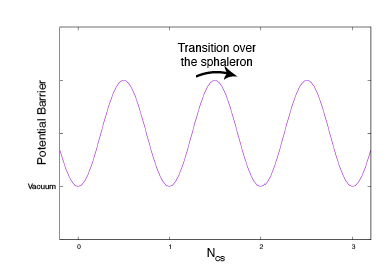 Transition over
the sphaleron
Potential Barrier
Vacuum
0 1 2 3
N_CS